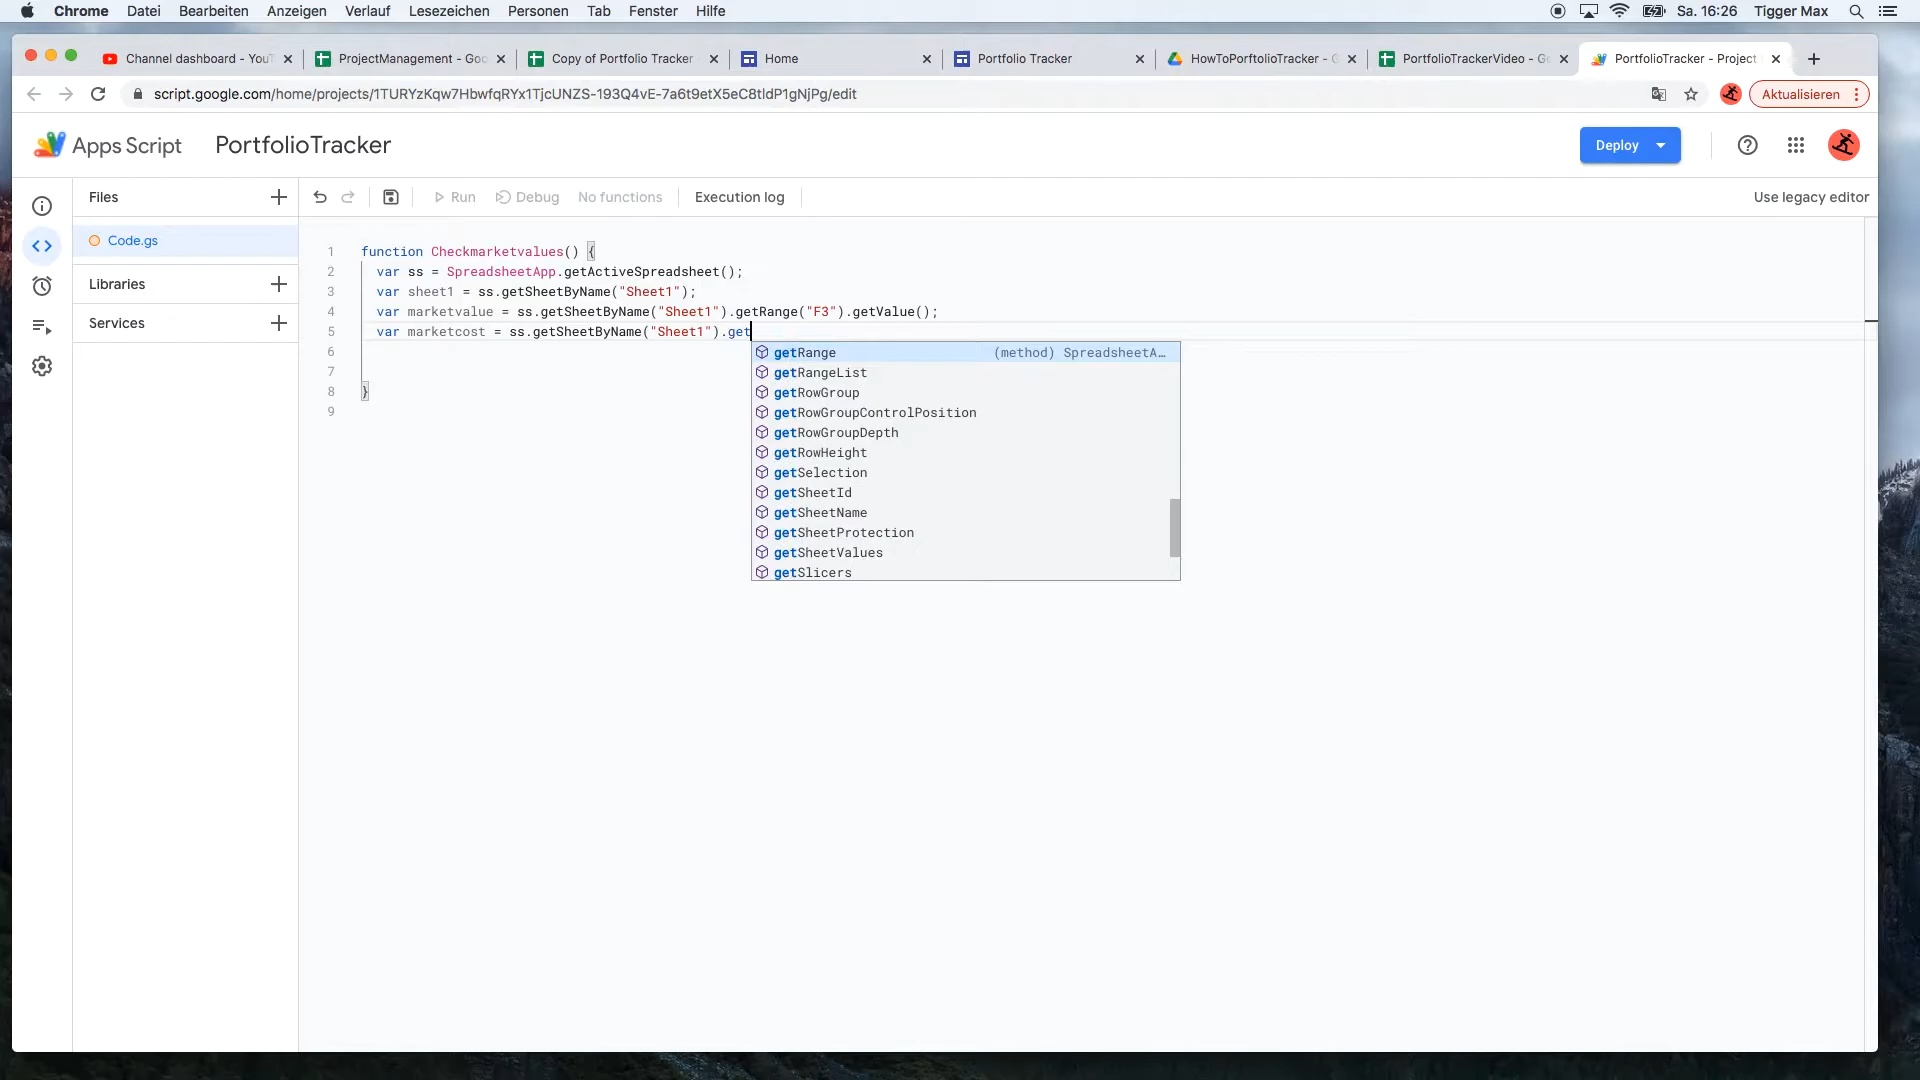 Chrome Datei Bearbeiten Anzeigen Verlauf Lesezeichen Personen Tab Fenster Hilfe Sa. 16:26 Tigger Max
Channel dashboard - YouT ProjectManagement - Goo Copy of Portfolio Tracker Home Portfolio Tracker HowToPorftolioTracker - G PortfolioTrackerVideo - Go PortfolioTracker - Project
script.google.com/home/projects/1TURYzKqw7HbwfqRYx1TjcUNZS-193Q4vE-7a6t9etX5eC8tldP1gNjPg/edit Aktualisieren
Apps Script PortfolioTracker Deploy
Files Run Debug No functions Execution log Use legacy editor
Code.gs
Libraries
Services
1 function Checkmarketvalues() {
2 var ss = SpreadsheetApp.getActiveSpreadsheet();
3 var sheet1 = ss.getSheetByName("Sheet1");
4 var marketvalue = ss.getSheetByName("Sheet1").getRange("F3").getValue();
5 var marketcost = ss.getSheetByName("Sheet1").get
6
7
8 }
9
getRange (method) SpreadsheetA…
getRangeList
getRowGroup
getRowGroupControlPosition
getRowGroupDepth
getRowHeight
getSelection
getSheetId
getSheetName
getSheetProtection
getSheetValues
getSlicers